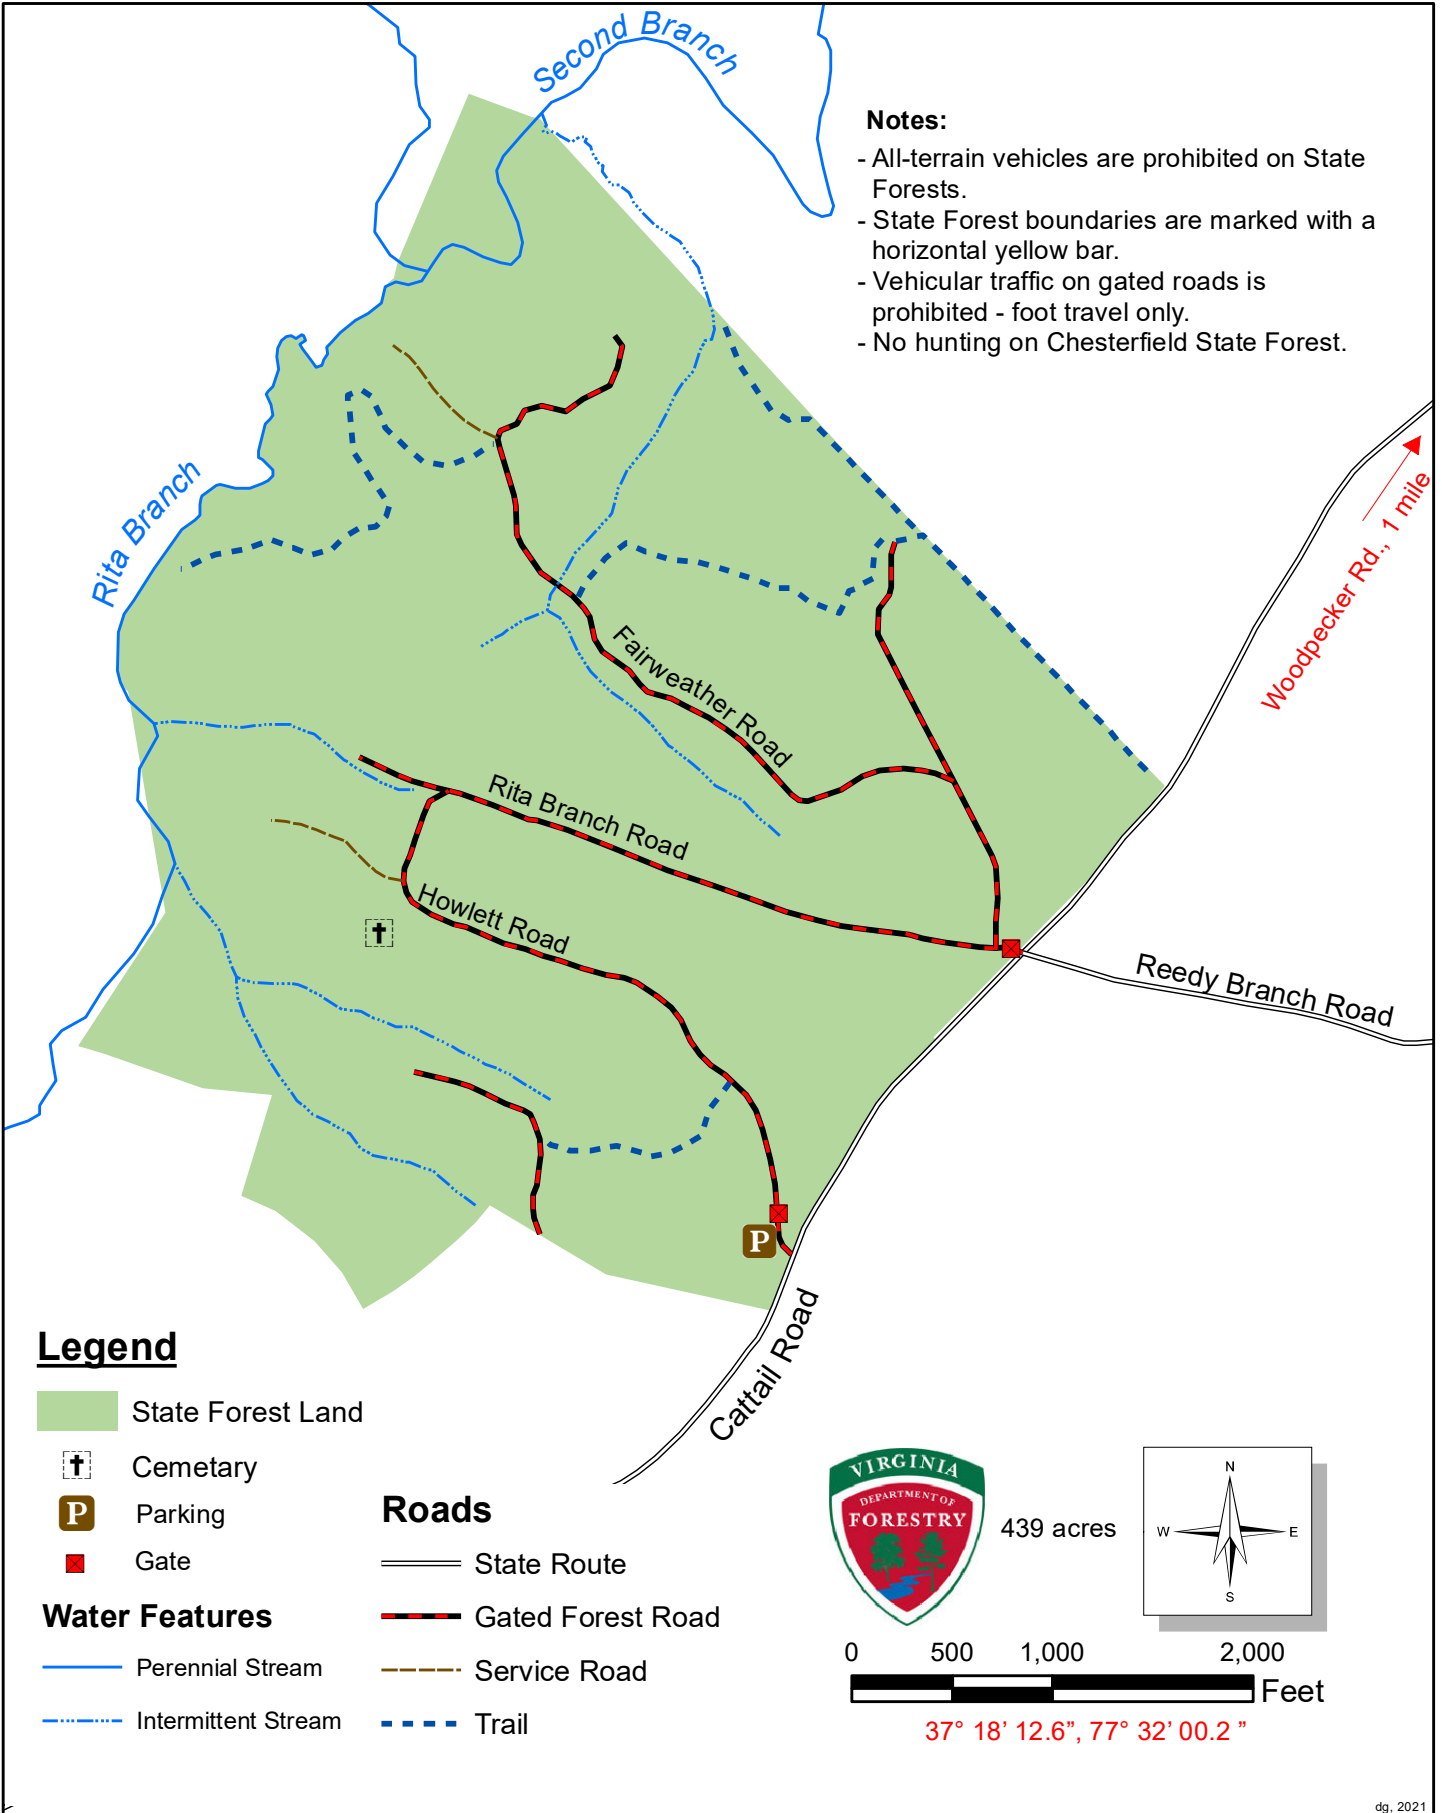 Second Branch
Notes:
- All-terrain vehicles are prohibited on State
Forests.
- State Forest boundaries are marked with a
horizontal yellow bar.
- Vehicular traffic on gated roads is
prohibited - foot travel only.
- No hunting on Chesterfield State Forest.
Rita Branch
Woodpecker Rd., 1 mile
Fairweather Road
Rita Branch Road
Howlett Road
Reedy Branch Road
P
Cattail Road
Legend
State Forest Land
Cemetary
P Parking
Gate
Water Features
Perennial Stream
Intermittent Stream
Roads
State Route
Gated Forest Road
Service Road
Trail
VIRGINIA
DEPARTMENT OF
FORESTRY
439 acres
N
W E
S
0 500 1,000 2,000
Feet
37° 18’ 12.6”, 77° 32’ 00.2 ”
dg, 2021